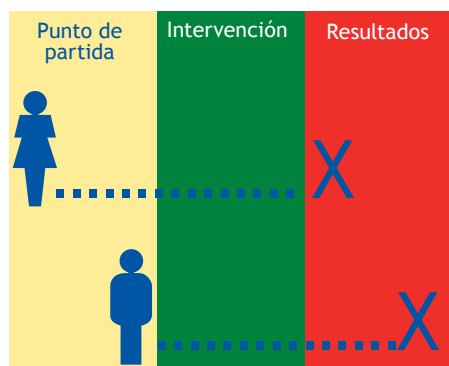 Punto de
partida
Intervención
Resultados
X
X